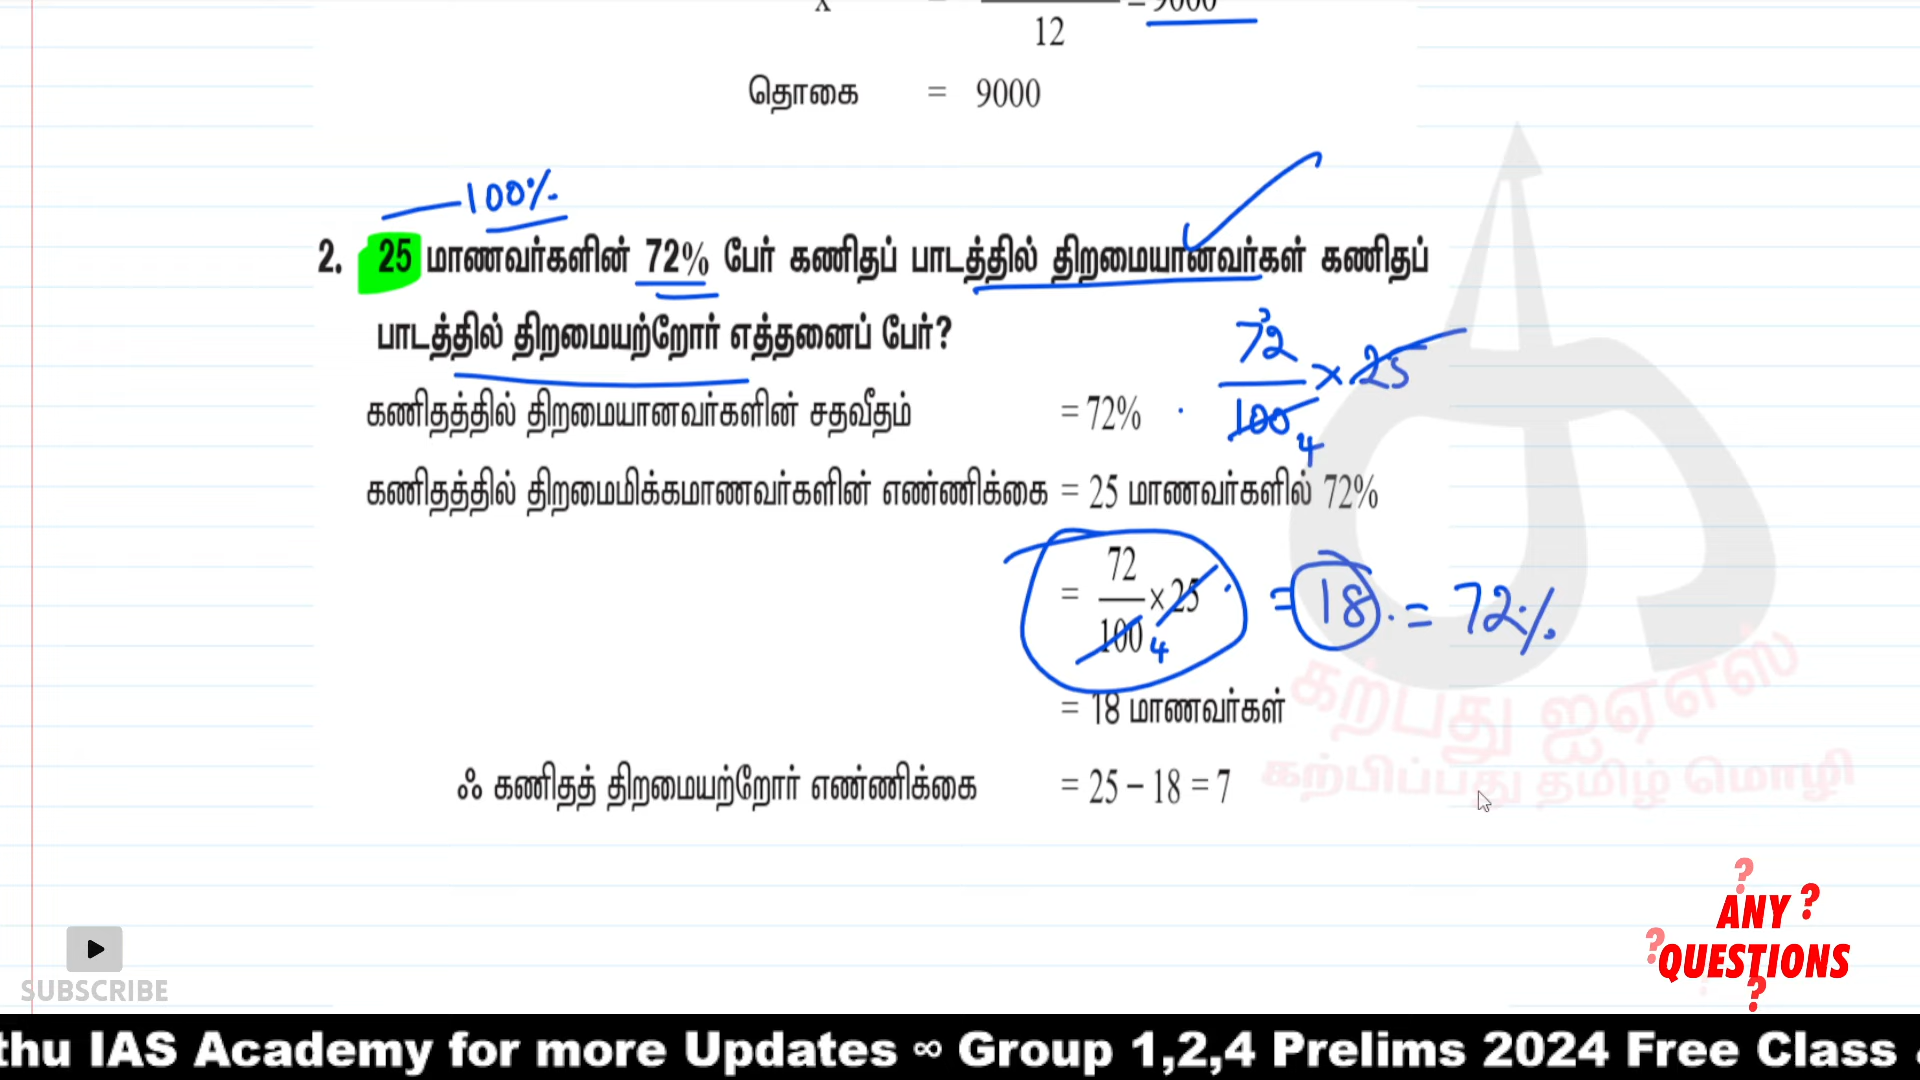 x = = 9000
12
தொகை = 9000
100%
2. 25 மாணவர்களின் 72% பேர் கணிதப் பாடத்தில் திறமையானவர்கள் கணிதப்
பாடத்தில் திறமையற்றோர் எத்தனைப் பேர்?
72
100 4 × 25
கணிதத்தில் திறமையானவர்களின் சதவீதம் = 72%
கணிதத்தில் திறமைமிக்கமாணவர்களின் எண்ணிக்கை = 25 மாணவர்களில் 72%
= 72 × 25 = 18 = 72%
100 4
= 18 மாணவர்கள்
ஃ கணிதத் திறமையற்றோர் எண்ணிக்கை = 25 – 18 = 7
கற்பது ஐஏஎஸ்
கற்பிப்பது தமிழ் மொழி
? ANY ?
? QUESTIONS
?
SUBSCRIBE
thu IAS Academy for more Updates ∞ Group 1,2,4 Prelims 2024 Free Class